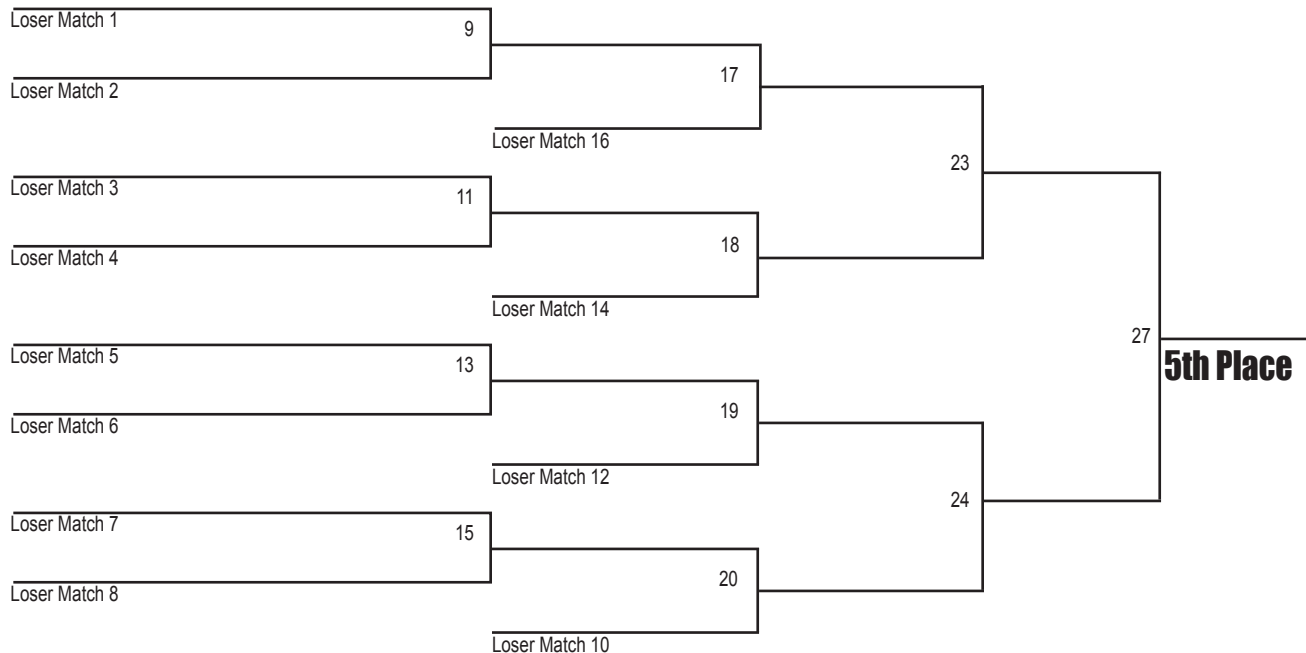 Loser Match 1
9
Loser Match 2
17
Loser Match 16
23
Loser Match 3
11
Loser Match 4
18
Loser Match 14
27
5th Place
Loser Match 5
13
Loser Match 6
19
Loser Match 12
24
Loser Match 7
15
Loser Match 8
20
Loser Match 10